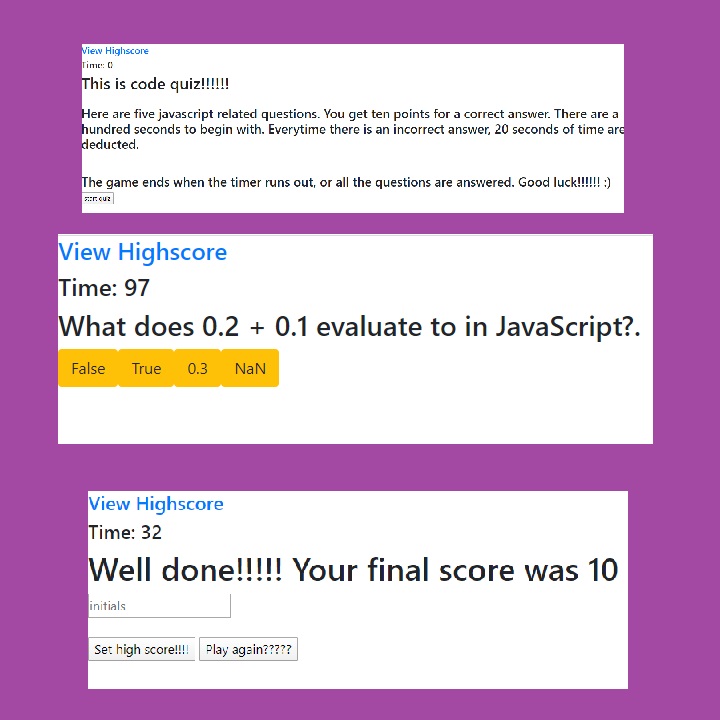 View Highscore
Time: 0
This is code quiz!!!!!!
Here are five javascript related questions. You get ten points for a correct answer. There are a
hundred seconds to begin with. Everytime there is an incorrect answer, 20 seconds of time are
deducted.
The game ends when the timer runs out, or all the questions are answered. Good luck!!!!!! ;)
start quiz
View Highscore
Time: 97
What does 0.2 + 0.1 evaluate to in JavaScript?.
False True 0.3 NaN
View Highscore
Time: 32
Well done!!!!! Your final score was 10
initials
Set high score!!!! Play again?????